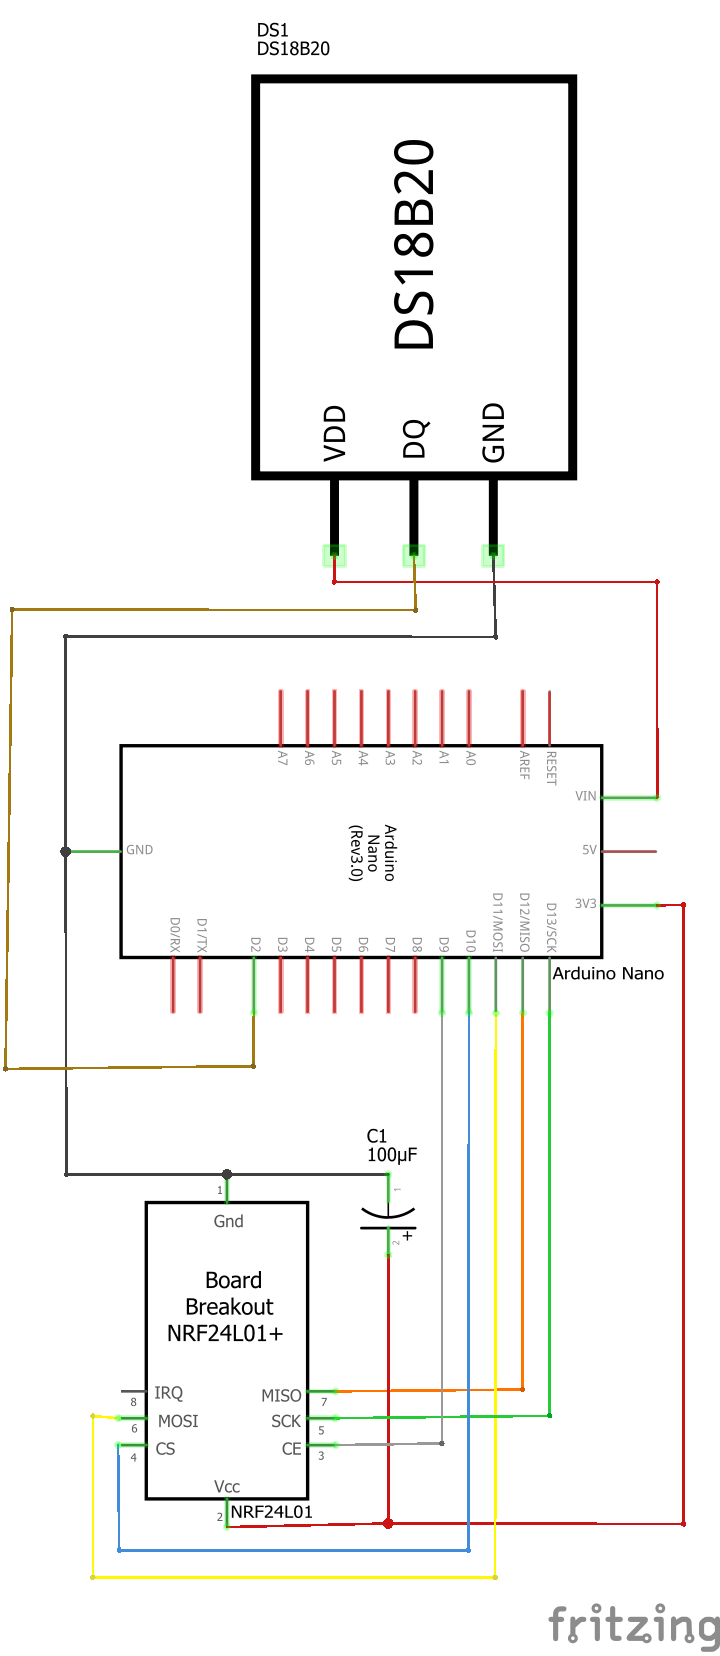 DS1
DS18B20
DS18B20
VDD
DQ
GND
A7
A6
A5
A4
A3
A2
A1
A0
AREF
RESET
VIN
5V
3V3
GND
Arduino
Nano
(Rev3.0)
D0/RX
D1/TX
D2
D3
D4
D5
D6
D7
D8
D9
D10
D11/MOSI
D12/MISO
D13/SCK
Arduino Nano
C1
100µF
1
2
+
1
Gnd
Board
Breakout
NRF24L01+
IRQ
8
MOSI
6
CS
4
MISO
7
SCK
5
CE
3
Vcc
2
NRF24L01
fritzing